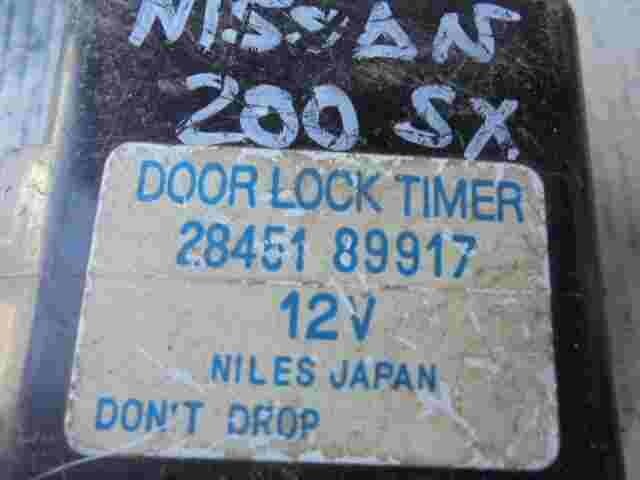 NISSAN
200 SX
DOOR LOCK TIMER
28451 89917
12V
NILES JAPAN
DON'T DROP